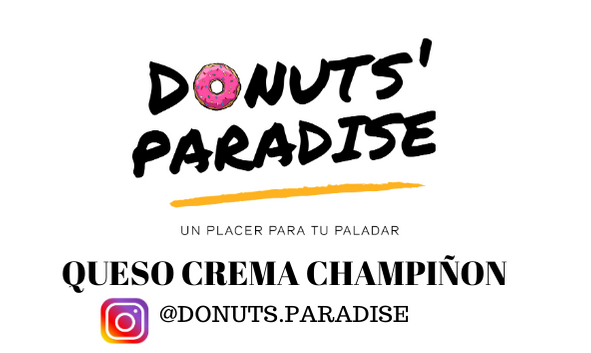 DONUTS'
PARADISE
UN PLACER PARA TU PALADAR
QUESO CREMA CHAMPIÑON
@DONUTS.PARADISE